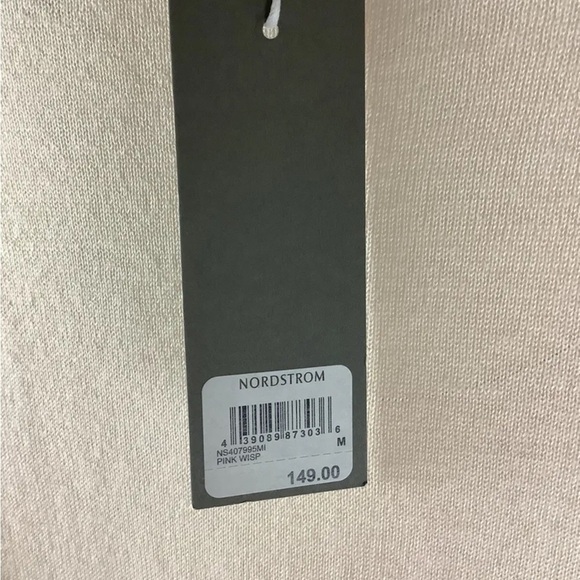 NORDSTROM
4 39089 87303 6
NS407995MI M
PINK WISP
149.00